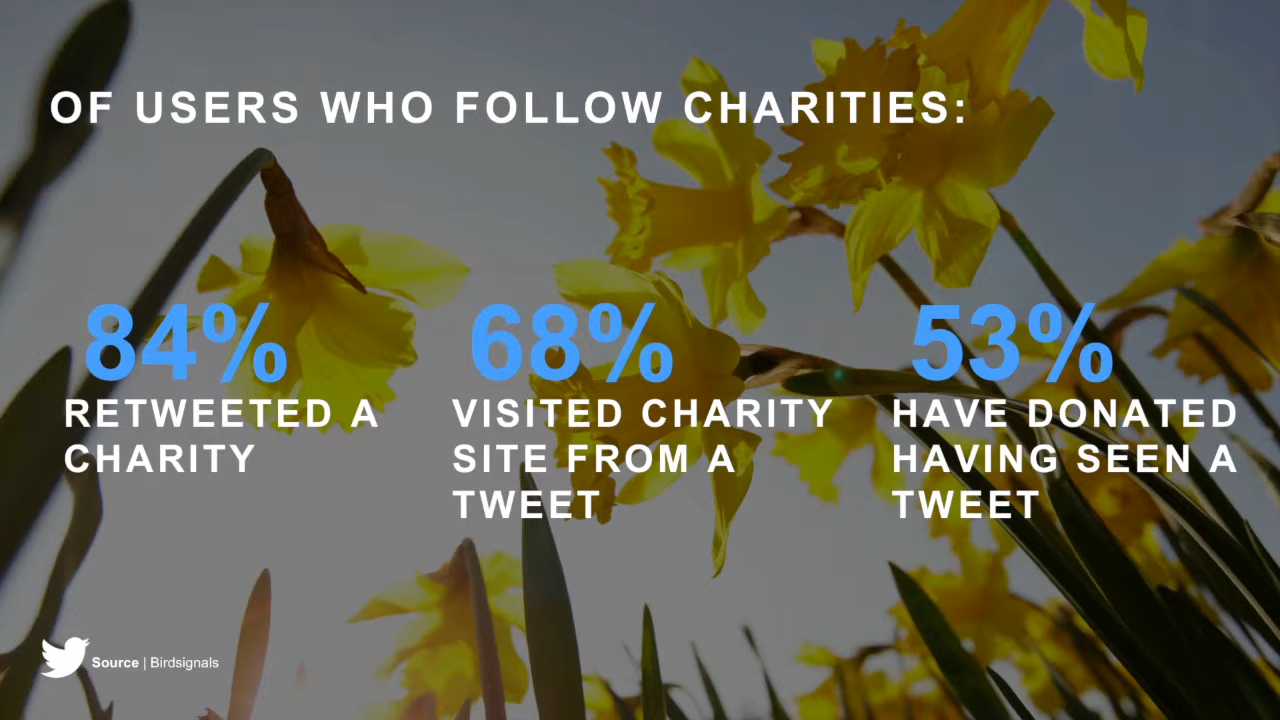 OF USERS WHO FOLLOW CHARITIES:
84%
RETWEETED A
CHARITY
68%
VISITED CHARITY
SITE FROM A
TWEET
53%
HAVE DONATED
HAVING SEEN A
TWEET
Source | Birdsignals